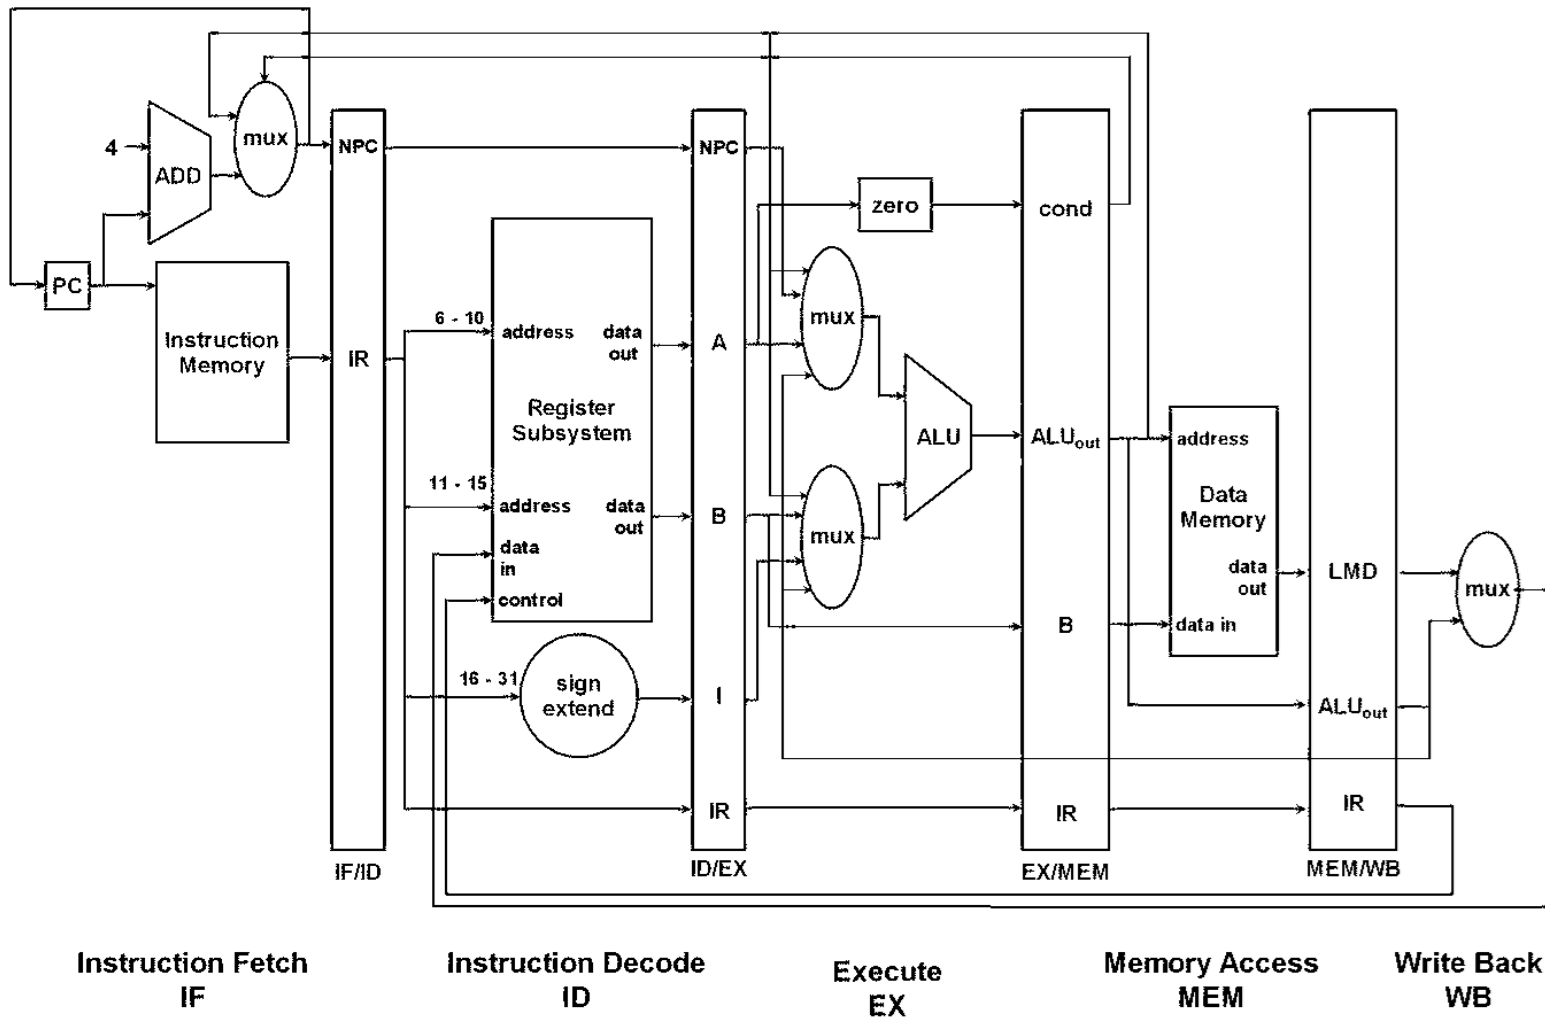 mux
4
NPC
NPC
ADD
zero
cond
PC
Instruction
Memory
6 - 10
address
data
out
A
mux
IR
Register
Subsystem
ALU
ALUout
address
11 - 15
address
data
out
B
mux
Data
Memory
data
in
control
data
out
LMD
mux
B
data in
16 - 31
sign
extend
I
ALUout
IR
IR
IR
IF/ID
ID/EX
EX/MEM
MEM/WB
Instruction Fetch
IF
Instruction Decode
ID
Execute
EX
Memory Access
MEM
Write Back
WB